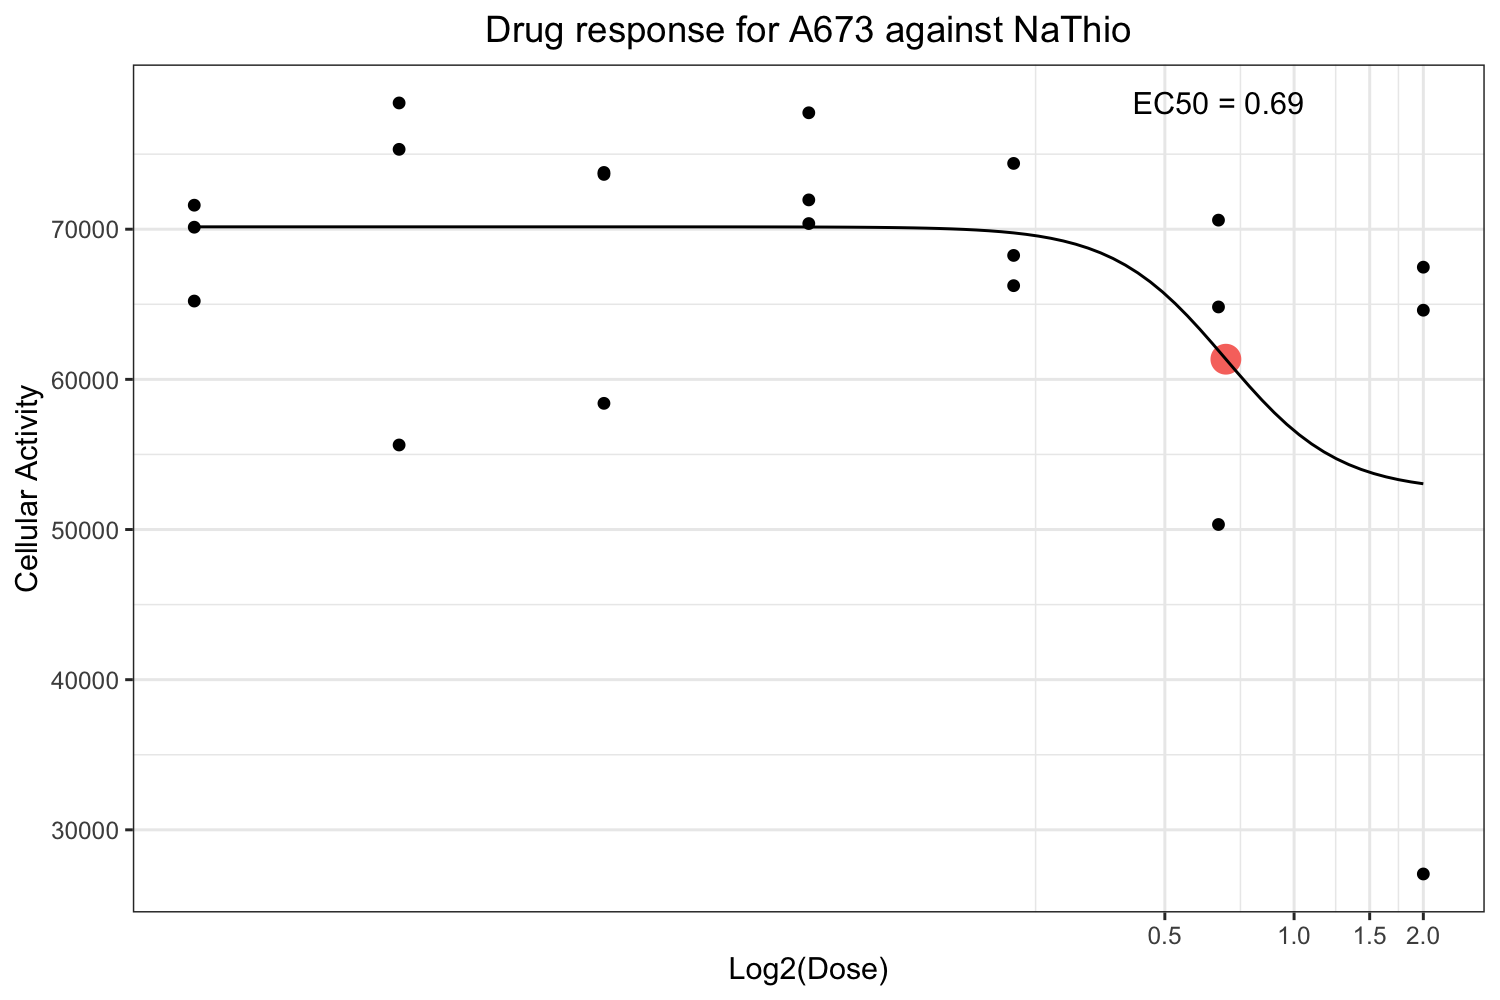 Drug response for A673 against NaThio
EC50 = 0.69
Cellular Activity
70000
60000
50000
40000
30000
0.5 1.0 1.5 2.0
Log2(Dose)